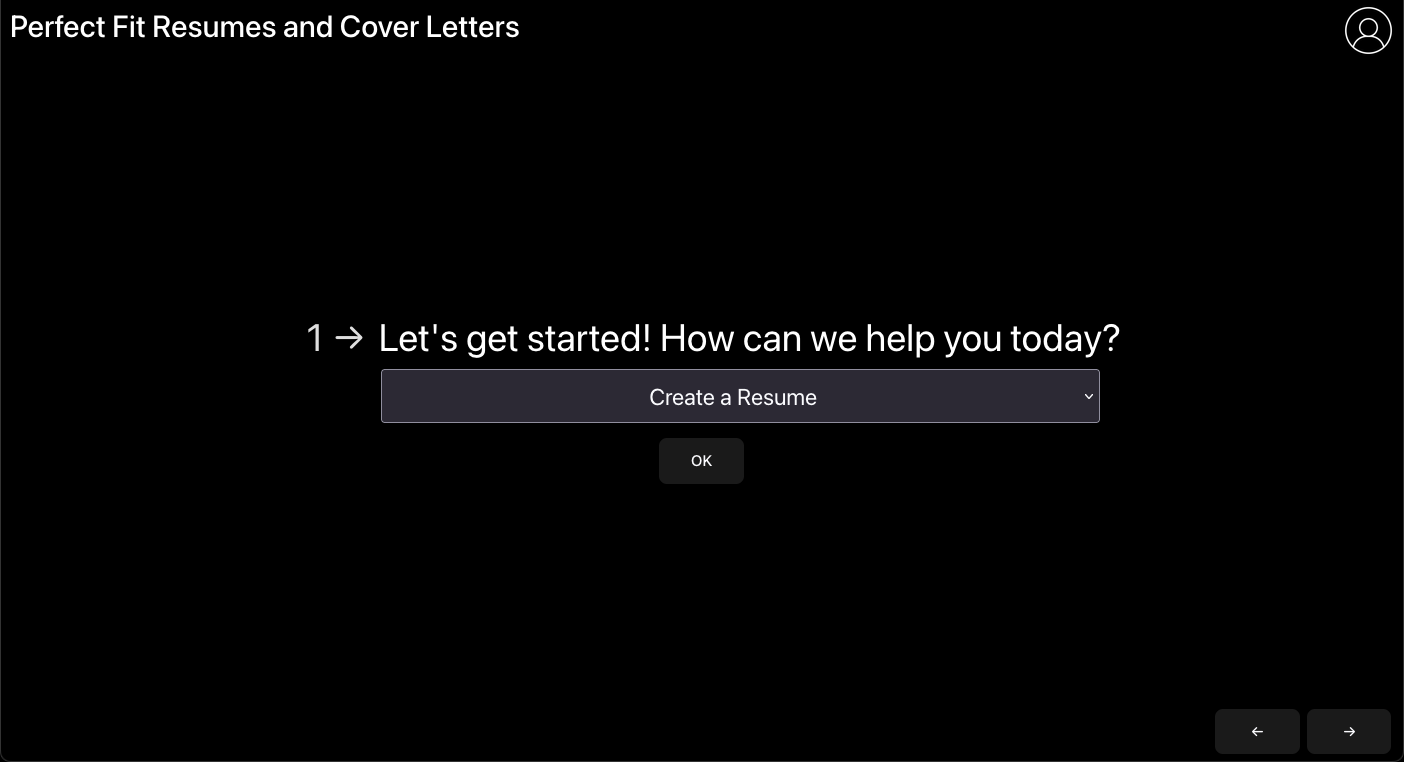 Perfect Fit Resumes and Cover Letters
1 → Let's get started! How can we help you today?
Create a Resume
OK
← →